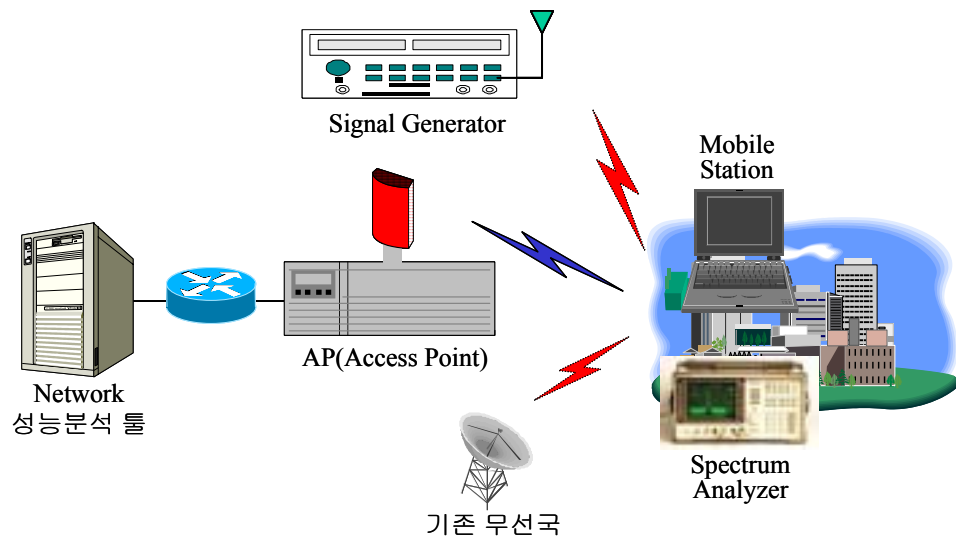 Signal Generator
Mobile
Station
AP(Access Point)
Network
성능분석 툴
Spectrum
Analyzer
기존 무선국